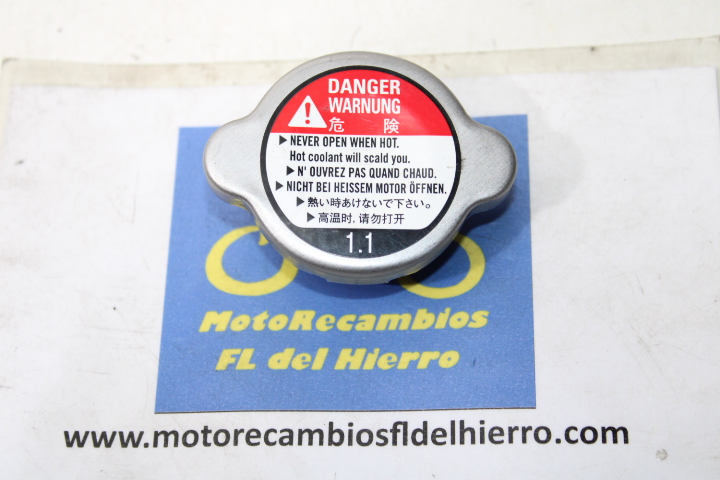 DANGER
WARNUNG
危 険
▶ NEVER OPEN WHEN HOT.
Hot coolant will scald you.
▶ N' OUVREZ PAS QUAND CHAUD.
▶ NICHT BEI HEISSEM MOTOR ÖFFNEN.
▶ 熱い時あけないで下さい。
▶ 高温时, 请勿打开
1.1
MotoRecambios
FL del Hierro
www.motorecambiosfldelhierro.com